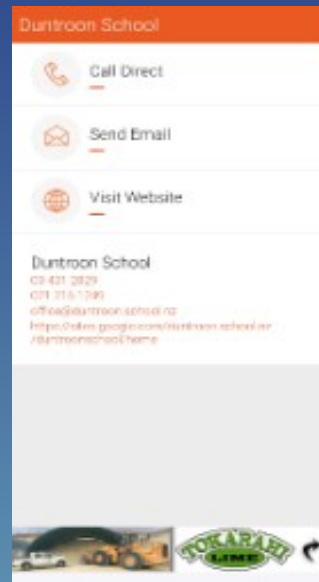 Duntroon School
Call Direct
Send Email
Visit Website
Duntroon School
03 431 2829
office@duntroon.school.nz
TOKARAHI
LIME